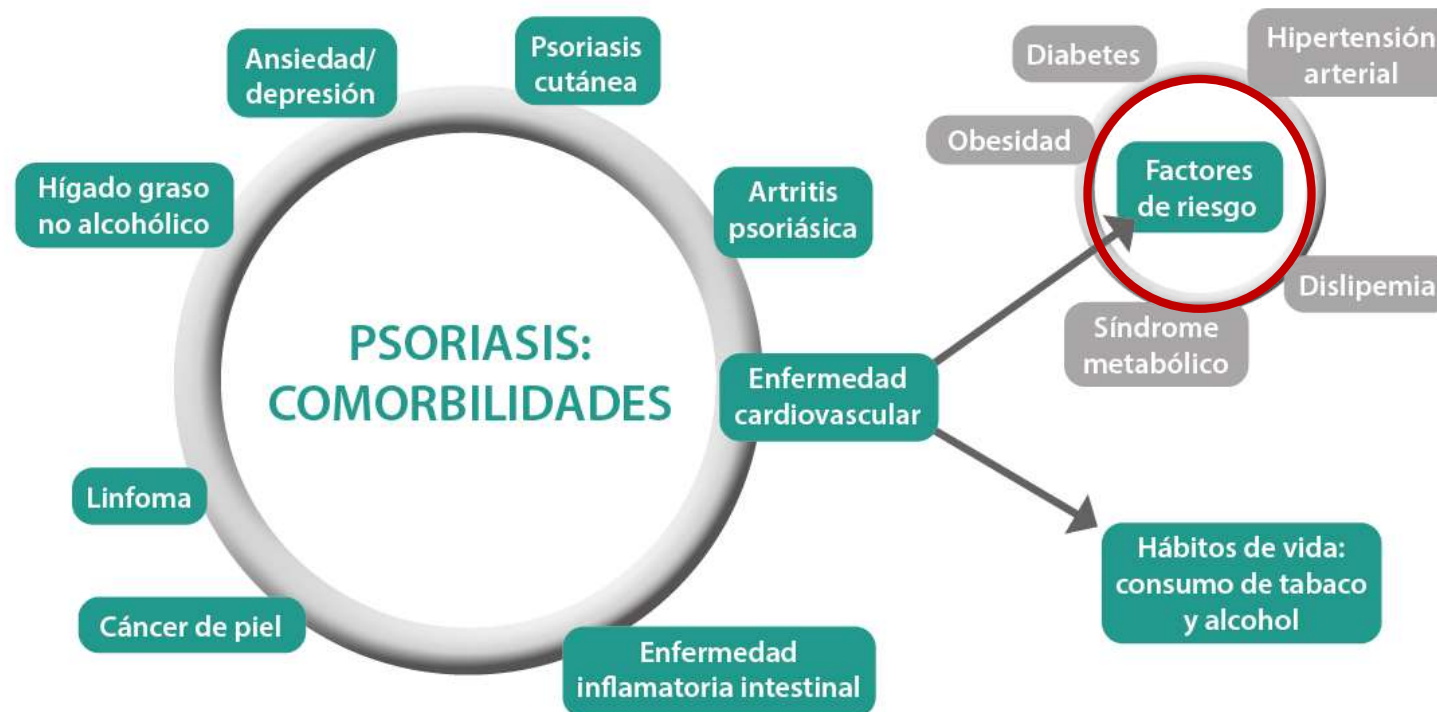 Ansiedad/
depresión
Psoriasis
cutánea
Hígado graso
no alcohólico
Artritis
psoriásica
PSORIASIS:
COMORBILIDADES
Enfermedad
cardiovascular
Linfoma
Cáncer de piel
Enfermedad
inflamatoria intestinal
Diabetes
Hipertensión
arterial
Obesidad
Factores
de riesgo
Dislipemia
Síndrome
metabólico
Hábitos de vida:
consumo de tabaco
y alcohol